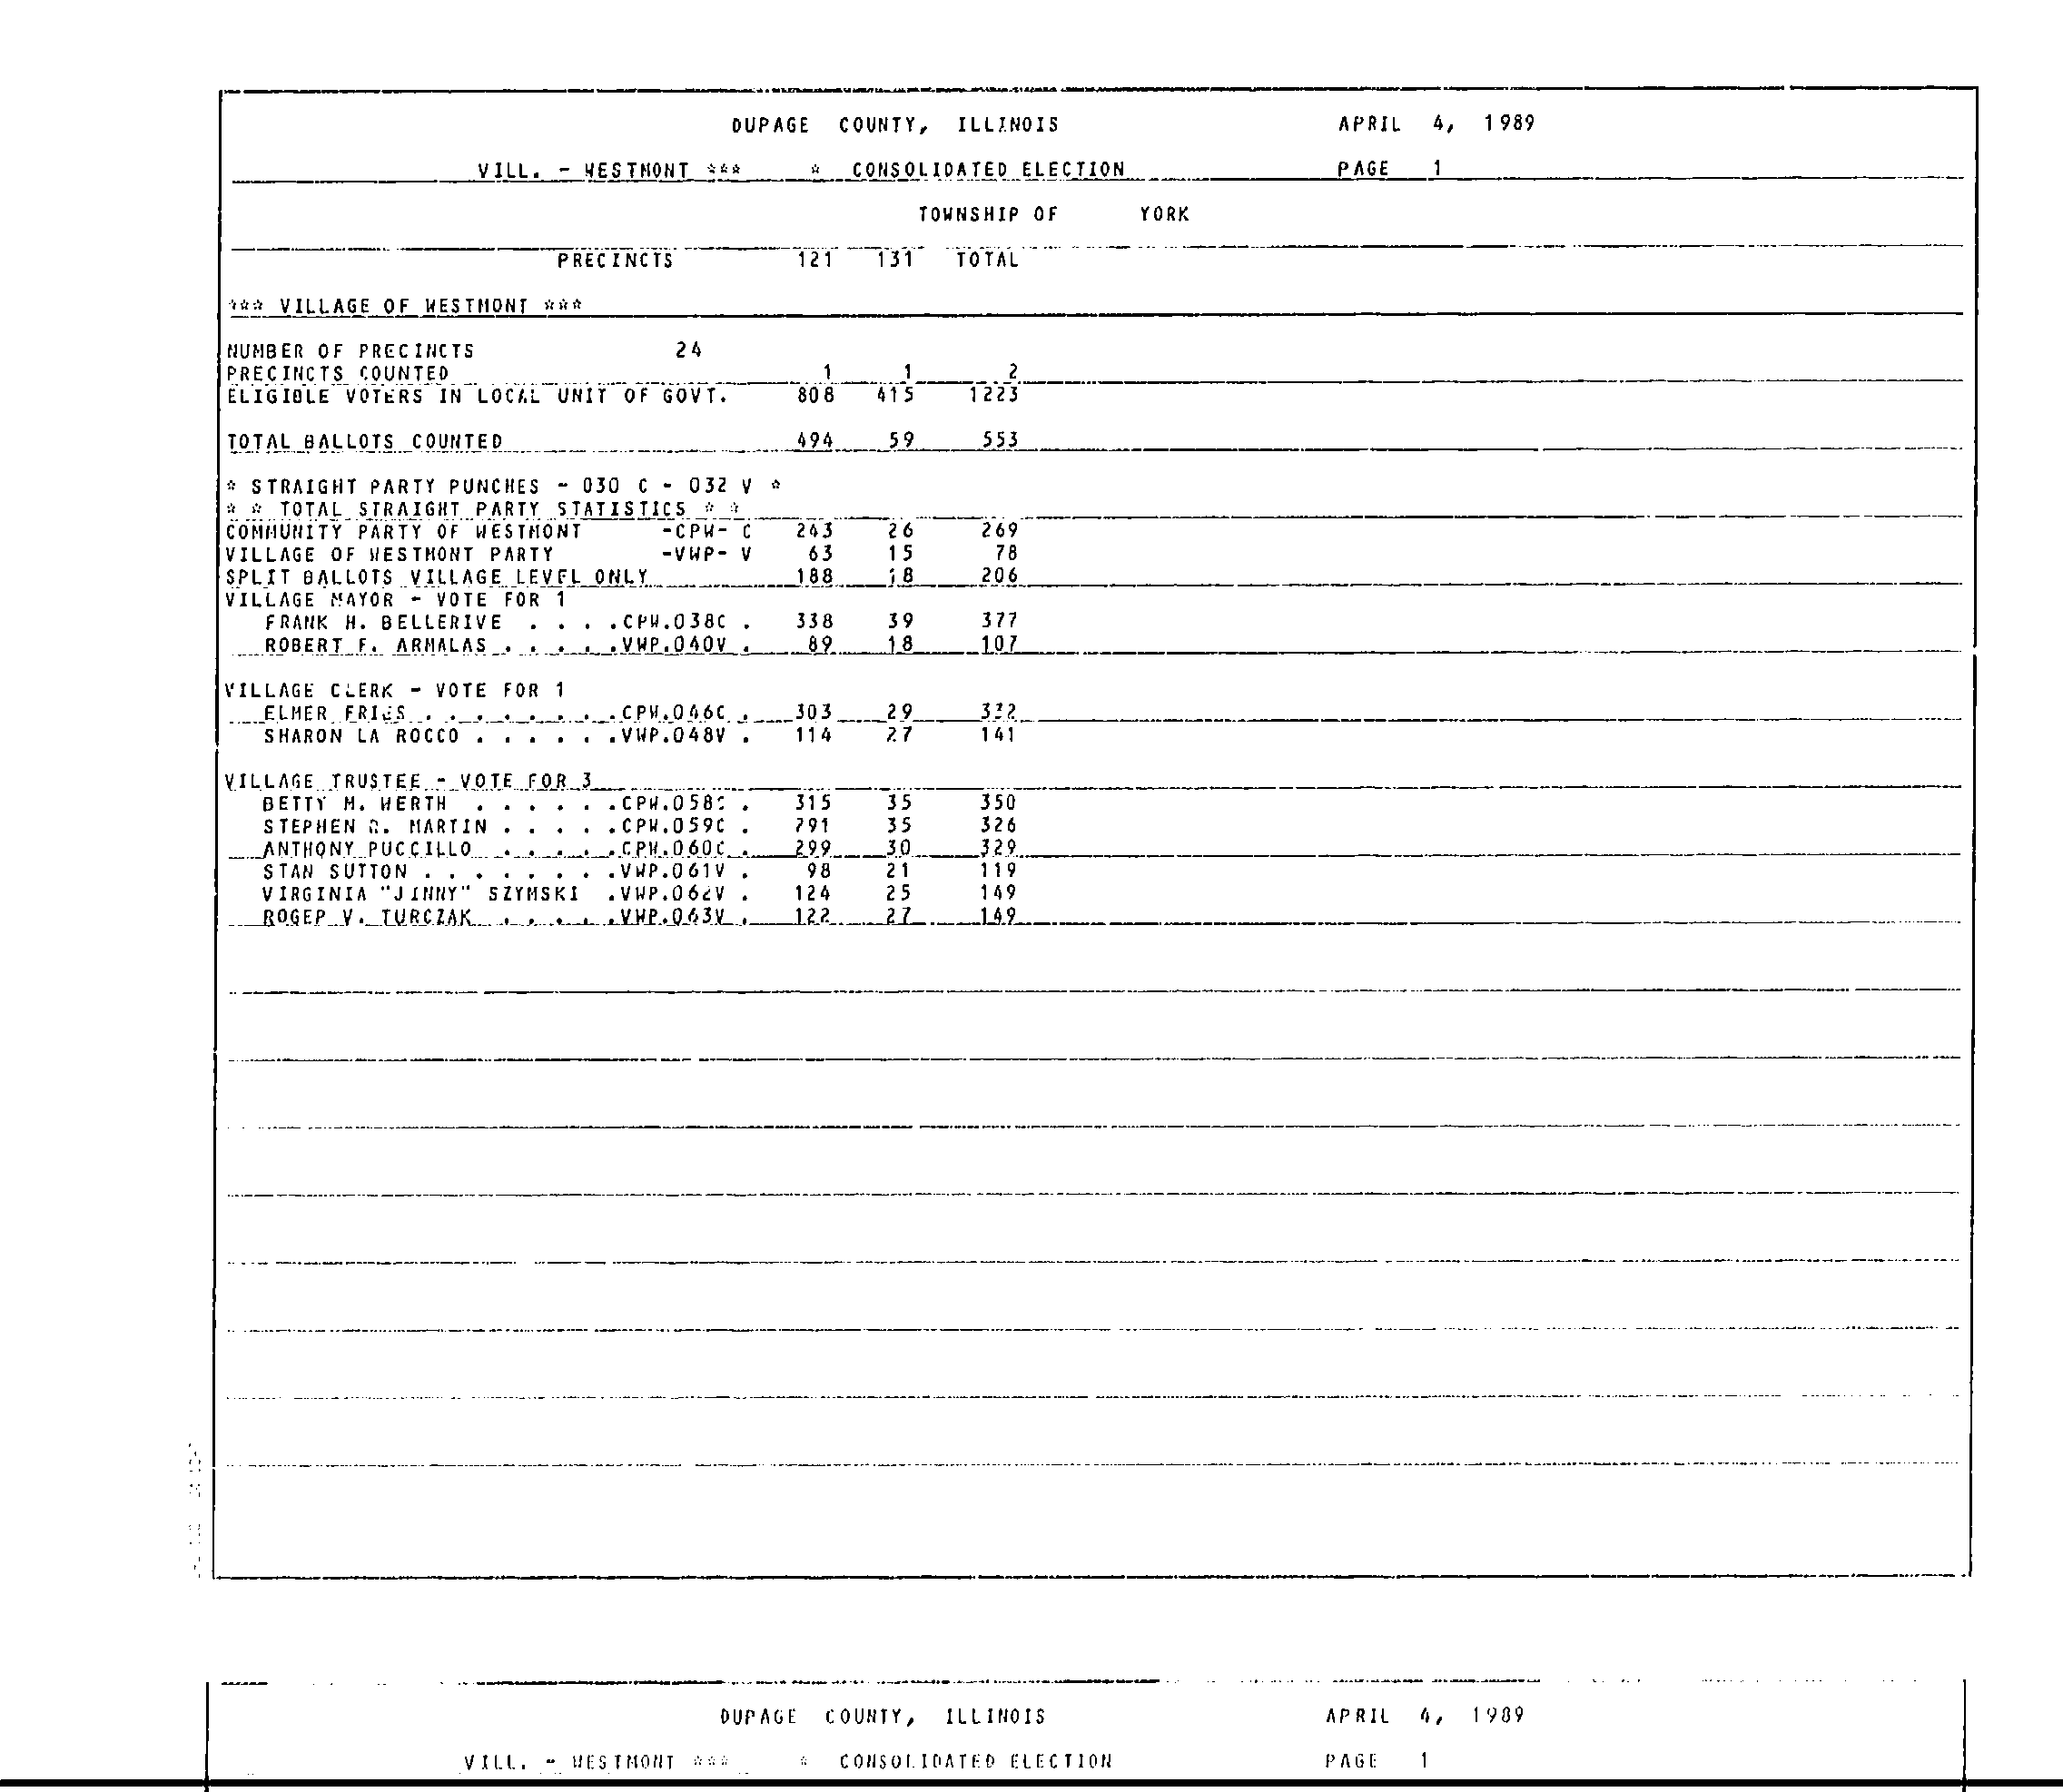 DUPAGE COUNTY, ILLINOIS APRIL 4, 1989
VILL. - WESTMONT *** * CONSOLIDATED ELECTION PAGE 1
TOWNSHIP OF YORK
PRECINCTS 121 131 TOTAL
*** VILLAGE OF WESTMONT ***
NUMBER OF PRECINCTS 24
PRECINCTS COUNTED 1 1 2
ELIGIBLE VOTERS IN LOCAL UNIT OF GOVT. 808 415 1223
TOTAL BALLOTS COUNTED 494 59 553
* STRAIGHT PARTY PUNCHES - 030 C - 032 V *
* * TOTAL STRAIGHT PARTY STATISTICS * *
COMMUNITY PARTY OF WESTMONT -CPW- C 243 26 269
VILLAGE OF WESTMONT PARTY -VWP- V 63 15 78
SPLIT BALLOTS VILLAGE LEVEL ONLY 188 18 206
VILLAGE MAYOR - VOTE FOR 1
FRANK H. BELLERIVE . . . .CPW.038C . 338 39 377
ROBERT F. ARMALAS . . . . .VWP.040V . 89 18 107
VILLAGE CLERK - VOTE FOR 1
ELMER FRIES . . . . . . . .CPW.046C . 303 29 332
SHARON LA ROCCO . . . . . .VWP.048V . 114 27 141
VILLAGE TRUSTEE - VOTE FOR 3
BETTY M. WERTH . . . . . .CPW.058C . 315 35 350
STEPHEN MARTIN . . . . .CPW.059C . 291 35 326
ANTHONY PUCCILLO . . . . .CPW.060C . 299 30 329
STAN SUTTON . . . . . . . .VWP.061V . 98 21 119
VIRGINIA "JINNY" SZYMSKI .VWP.062V . 124 25 149
ROGER V. TURCZAK . . . . .VWP.063V . 122 27 149
DUPAGE COUNTY, ILLINOIS APRIL 4, 1989
VILL. - WESTMONT *** * CONSOLIDATED ELECTION PAGE 1